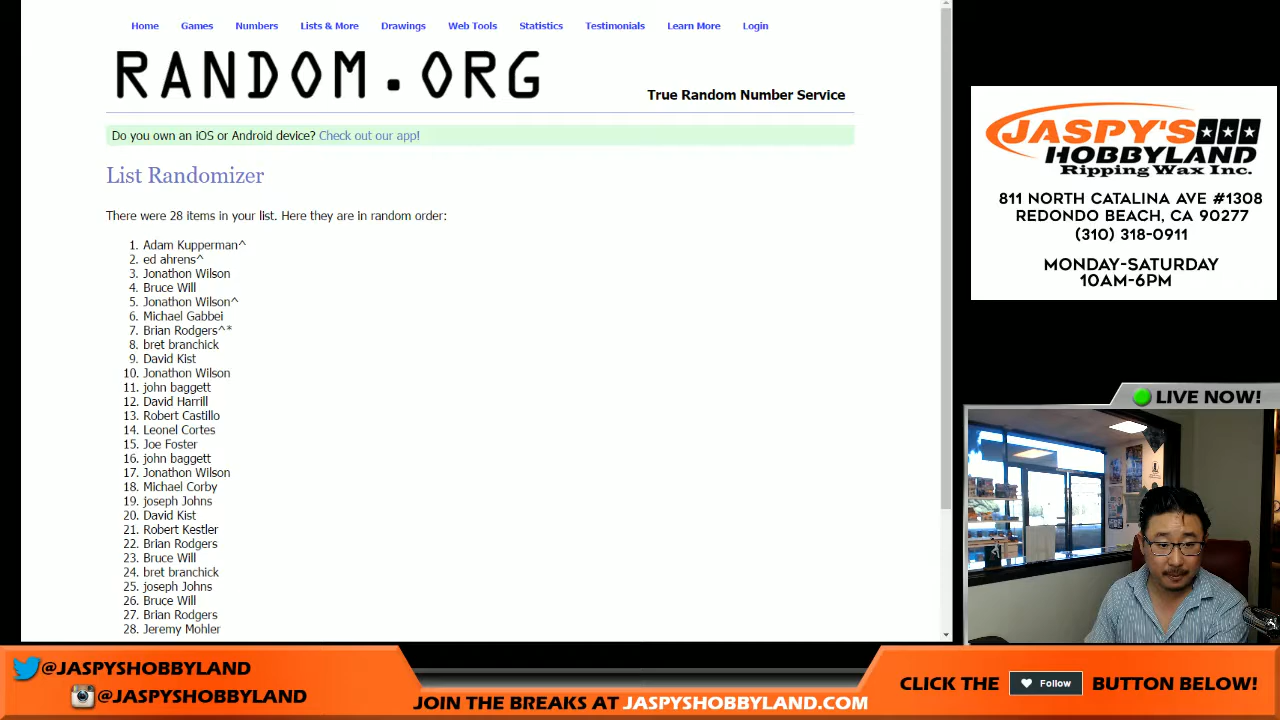 Home Games Numbers Lists & More Drawings Web Tools Statistics Testimonials Learn More Login
RANDOM.ORG
True Random Number Service
Do you own an iOS or Android device? Check out our app!
List Randomizer
There were 28 items in your list. Here they are in random order:
1. Adam Kupperman^
2. ed ahrens^
3. Jonathon Wilson
4. Bruce Will
5. Jonathon Wilson^
6. Michael Gabbei
7. Brian Rodgers^*
8. bret branchick
9. David Kist
10. Jonathon Wilson
11. john baggett
12. David Harrill
13. Robert Castillo
14. Leonel Cortes
15. Joe Foster
16. john baggett
17. Jonathon Wilson
18. Michael Corby
19. joseph Johns
20. David Kist
21. Robert Kestler
22. Brian Rodgers
23. Bruce Will
24. bret branchick
25. joseph Johns
26. Bruce Will
27. Brian Rodgers
28. Jeremy Mohler
JASPY'S
HOBBYLAND
Ripping Wax Inc.
811 NORTH CATALINA AVE #1308
REDONDO BEACH, CA 90277
(310) 318-0911
MONDAY-SATURDAY
10AM-6PM
LIVE NOW!
@JASPYSHOBBYLAND
@JASPYSHOBBYLAND
JOIN THE BREAKS AT JASPYSHOBBYLAND.COM
CLICK THE Follow BUTTON BELOW!